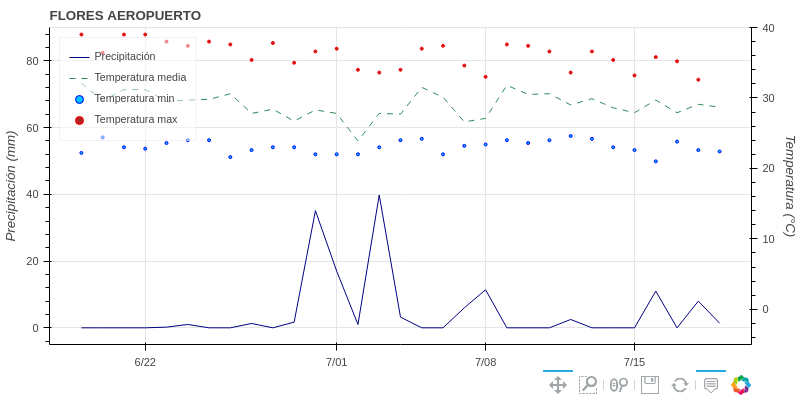 FLORES AEROPUERTO
Precipitación
Temperatura media
Temperatura min
Temperatura max
Precipitación (mm)
80
60
40
20
0
Temperatura (°C)
40
30
20
10
0
6/22
7/01
7/08
7/15